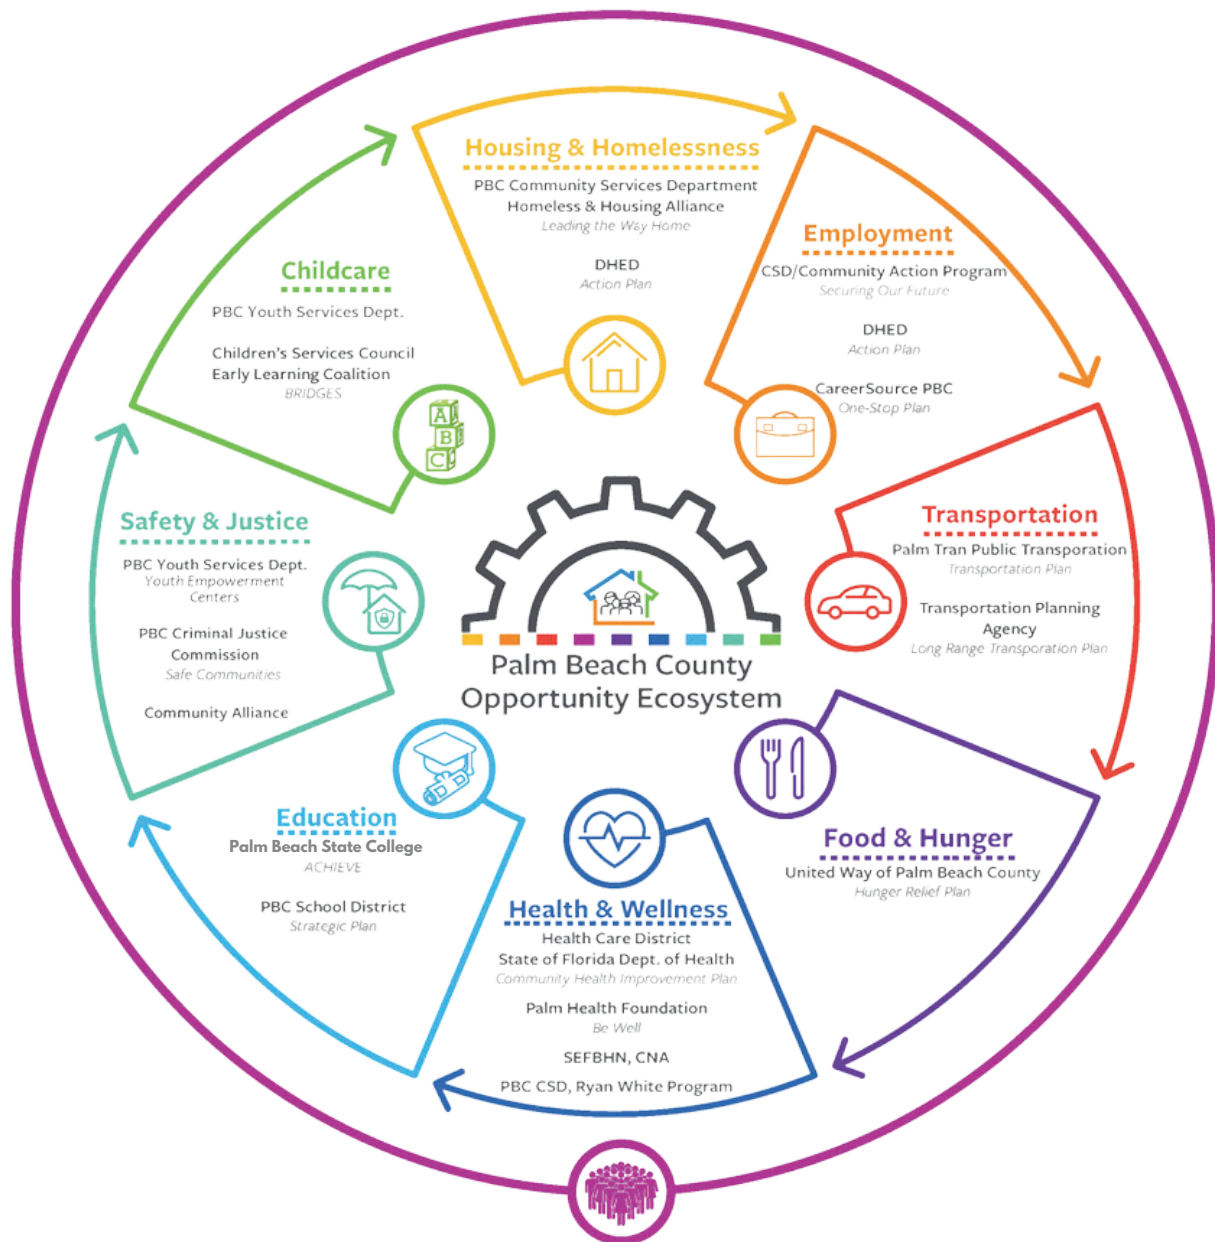 Housing & Homelessness
PBC Community Services Department
Homeless & Housing Alliance
Leading the Way Home
DHED
Action Plan
Employment
CSD/Community Action Program
Securing Our Future
DHED
Action Plan
CareerSource PBC
One-Stop Plan
Transportation
Palm Tran Public Transporation
Transportation Plan
Transportation Planning
Agency
Long Range Transporation Plan
Food & Hunger
United Way of Palm Beach County
Hunger Relief Plan
Health & Wellness
Health Care District
State of Florida Dept. of Health
Community Health Improvement Plan
Palm Health Foundation
Be Well
SEFBHN, CNA
PBC CSD, Ryan White Program
Education
Palm Beach State College
ACHIEVE
PBC School District
Strategic Plan
Safety & Justice
PBC Youth Services Dept.
Youth Empowerment
Centers
PBC Criminal Justice
Commission
Safe Communities
Community Alliance
Childcare
PBC Youth Services Dept.
Children's Services Council
Early Learning Coalition
BRIDGES
A
B
C
Palm Beach County
Opportunity Ecosystem